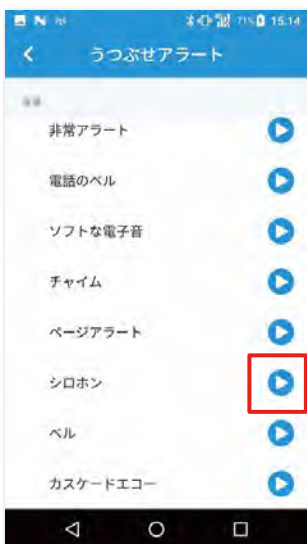 71% 15:14
うつぶせアラート
非常アラート
電話のベル
ソフトな電子音
チャイム
ページアラート
シロホン
ベル
カスケードエコー